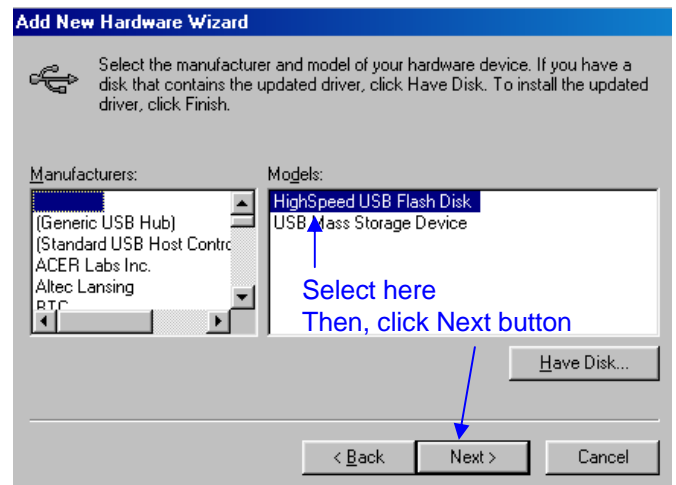 Add New Hardware Wizard
Select the manufacturer and model of your hardware device. If you have a
disk that contains the updated driver, click Have Disk. To install the updated
driver, click Finish.
Manufacturers:
(Generic USB Hub)
(Standard USB Host Contro
ACER Labs Inc.
Altec Lansing
BTC
Models:
HighSpeed USB Flash Disk
USB Mass Storage Device
Select here
Then, click Next button
Have Disk...
< Back
Next >
Cancel